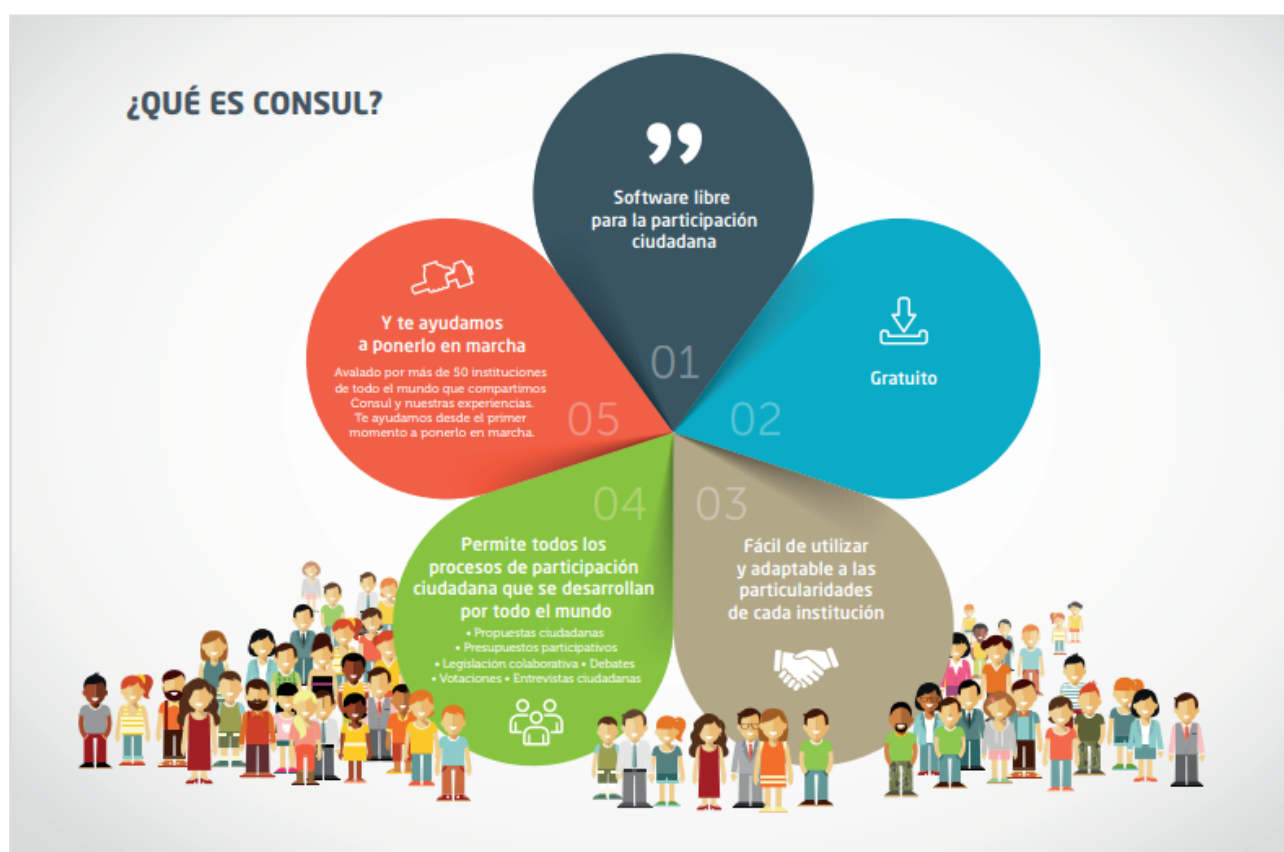 ¿QUÉ ES CONSUL?
Software libre
para la participación
ciudadana
01
Gratuito
02
03
Fácil de utilizar
y adaptable a las
particularidades
de cada institución
04
Permite todos los
procesos de participación
ciudadana que se desarrollan
por todo el mundo
• Propuestas ciudadanas
• Presupuestos participativos
• Legislación colaborativa • Debates
• Votaciones • Entrevistas ciudadanas
Y te ayudamos
a ponerlo en marcha
Avalado por más de 50 instituciones
de todo el mundo que compartimos
Consul y nuestras experiencias.
Te ayudamos desde el primer
momento a ponerlo en marcha.
05